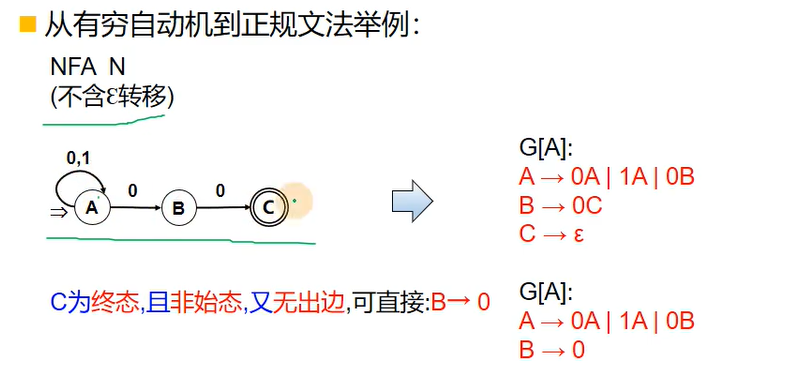 从有穷自动机到正规文法举例：
NFA N
(不含ε转移)
0,1
0
0
⇒
A
B
C
G[A]:
A → 0A | 1A | 0B
B → 0C
C → ε
C为终态,且非始态,又无出边,可直接:B→ 0
G[A]:
A → 0A | 1A | 0B
B → 0